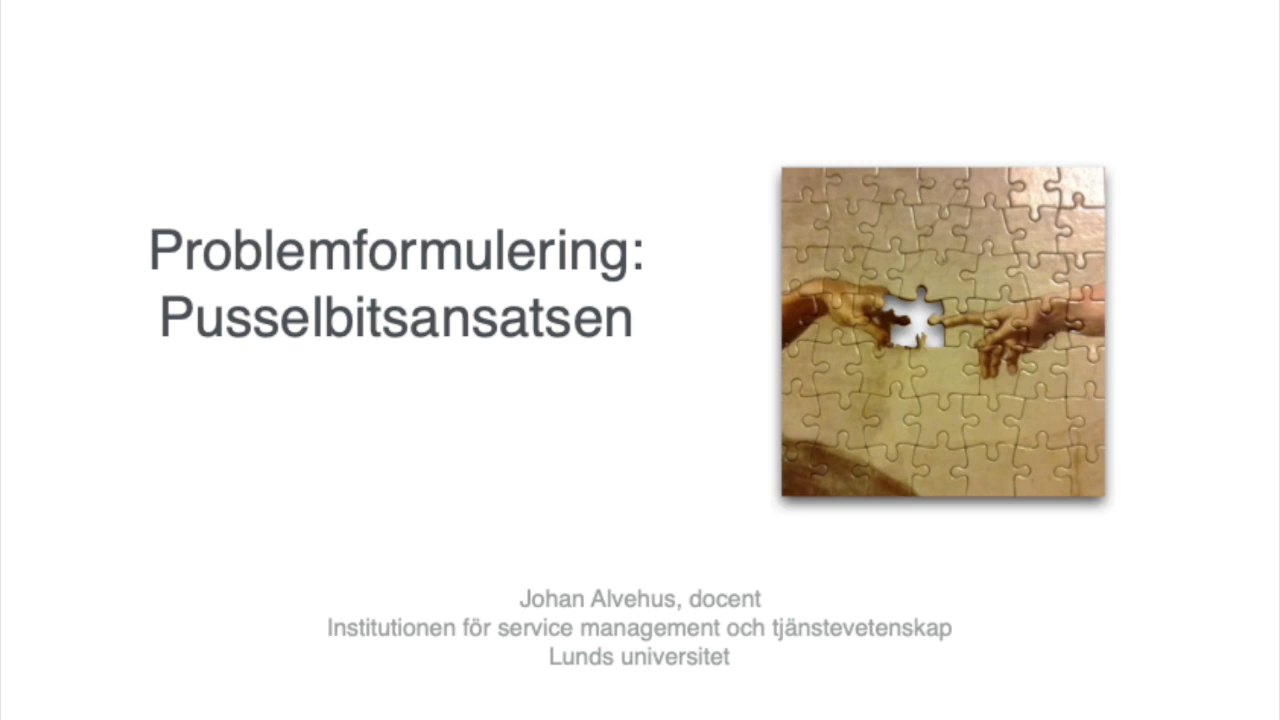 Problemformulering:
Pusselbitsansatsen
Johan Alvehus, docent
Institutionen för service management och tjänstevetenskap
Lunds universitet